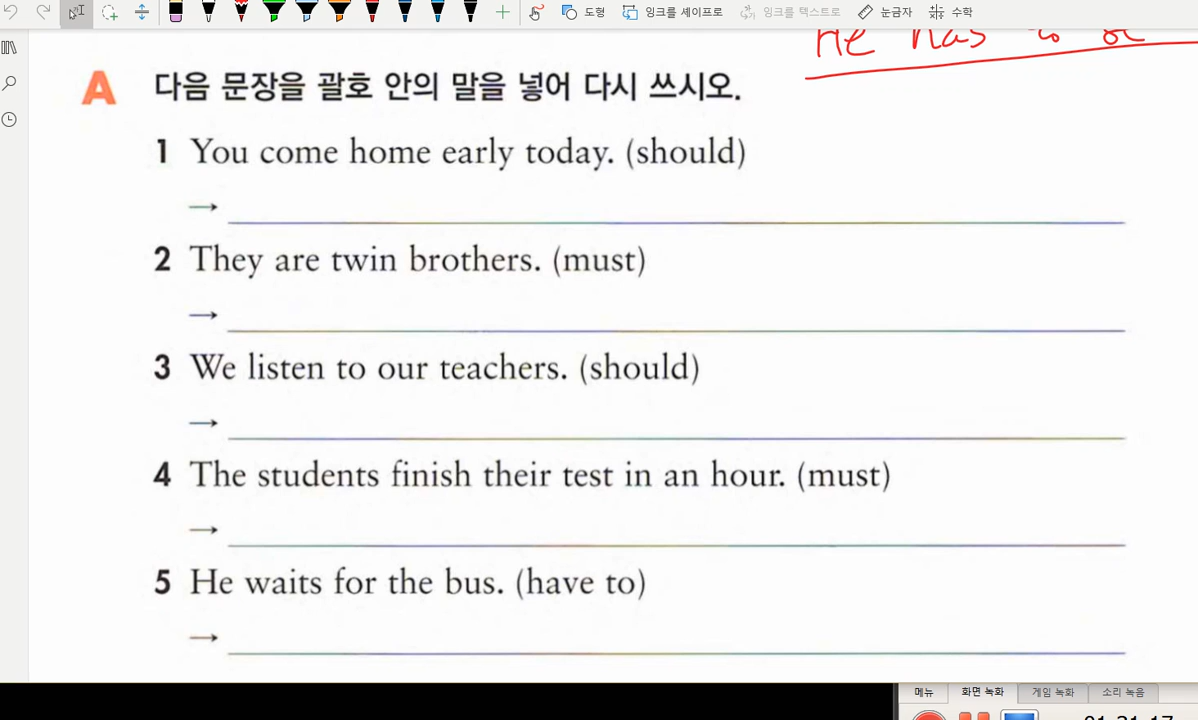 도형 잉크를 셰이프로 잉크를 텍스트로 눈금자 수학
He has to
A 다음 문장을 괄호 안의 말을 넣어 다시 쓰시오.
1 You come home early today. (should)
→
2 They are twin brothers. (must)
→
3 We listen to our teachers. (should)
→
4 The students finish their test in an hour. (must)
→
5 He waits for the bus. (have to)
→
메뉴 화면 녹화 게임 녹화 소리 녹음